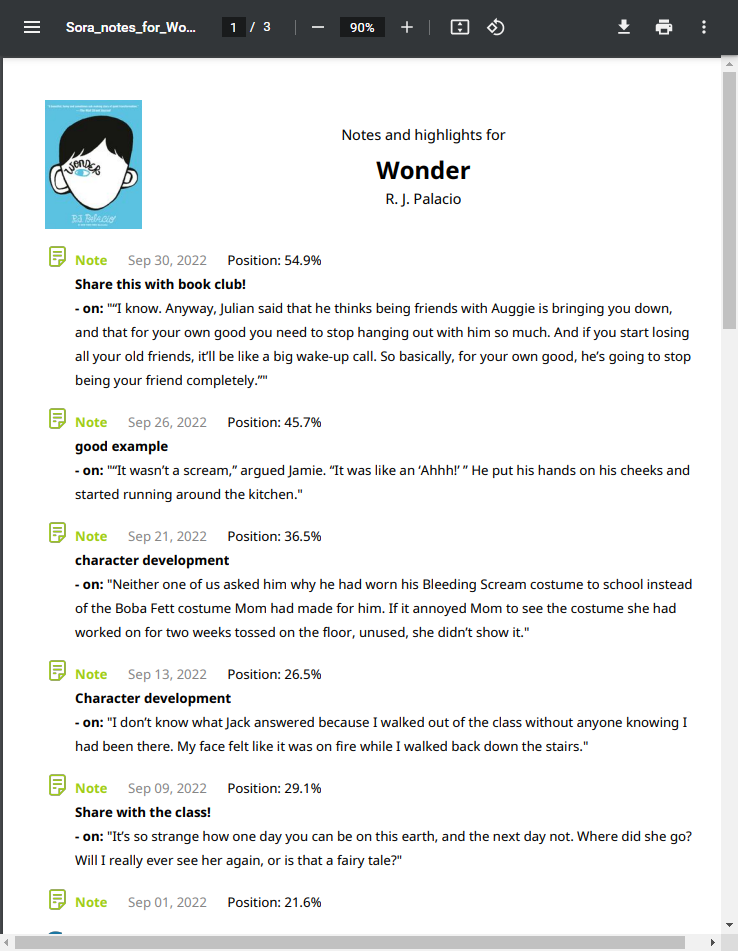 Sora_notes_for_Wo...
1 / 3
90%
Notes and highlights for
Wonder
R. J. Palacio
WONDER
R.J. Palacio
Note Sep 30, 2022 Position: 54.9%
Share this with book club!
- on: "“I know. Anyway, Julian said that he thinks being friends with Auggie is bringing you down,
and that for your own good you need to stop hanging out with him so much. And if you start losing
all your old friends, it’ll be like a big wake-up call. So basically, for your own good, he’s going to stop
being your friend completely.”"
Note Sep 26, 2022 Position: 45.7%
good example
- on: "“It wasn’t a scream,” argued Jamie. “It was like an ‘Ahhh!’ ” He put his hands on his cheeks and
started running around the kitchen."
Note Sep 21, 2022 Position: 36.5%
character development
- on: "Neither one of us asked him why he had worn his Bleeding Scream costume to school instead
of the Boba Fett costume Mom had made for him. If it annoyed Mom to see the costume she had
worked on for two weeks tossed on the floor, unused, she didn’t show it."
Note Sep 13, 2022 Position: 26.5%
Character development
- on: "I don’t know what Jack answered because I walked out of the class without anyone knowing I
had been there. My face felt like it was on fire while I walked back down the stairs."
Note Sep 09, 2022 Position: 29.1%
Share with the class!
- on: "It’s so strange how one day you can be on this earth, and the next day not. Where did she go?
Will I really ever see her again, or is that a fairy tale?"
Note Sep 01, 2022 Position: 21.6%